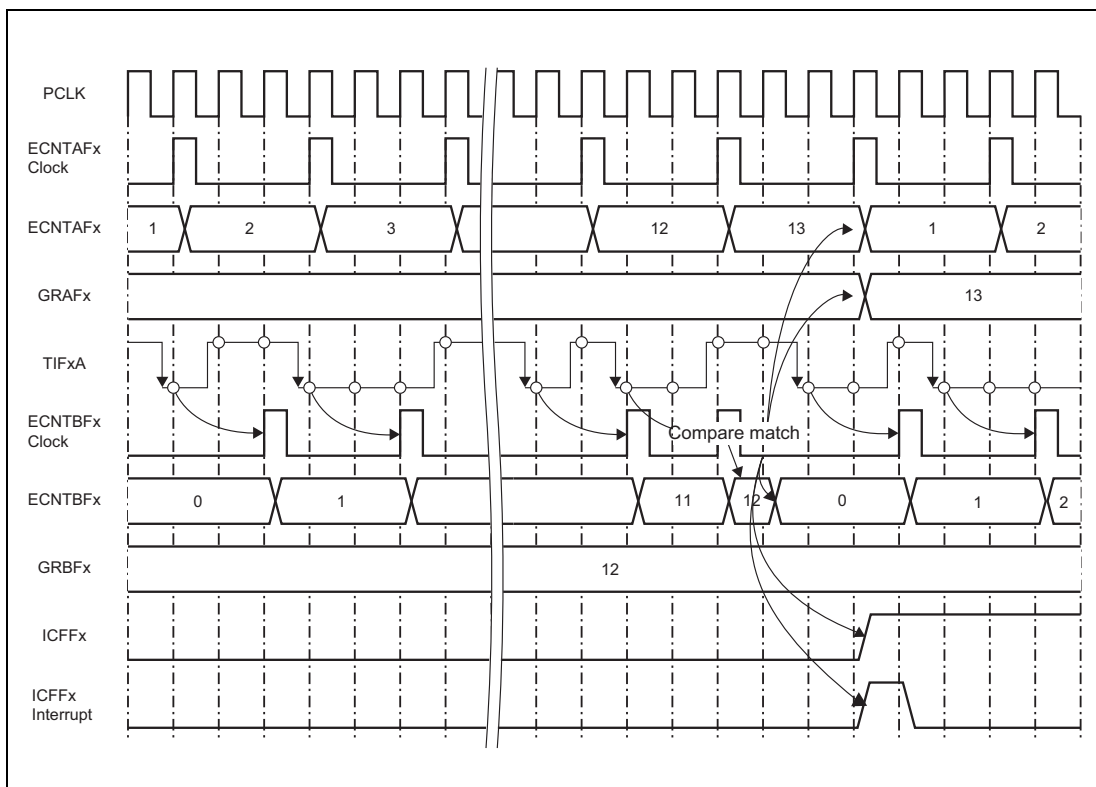 PCLK
ECNTAFx
Clock
ECNTAFx
1
2
3
12
13
1
2
GRAFx
13
TIFxA
ECNTBFx
Clock
Compare match
ECNTBFx
0
1
11
12
0
1
2
GRBFx
12
ICFFx
ICFFx
Interrupt